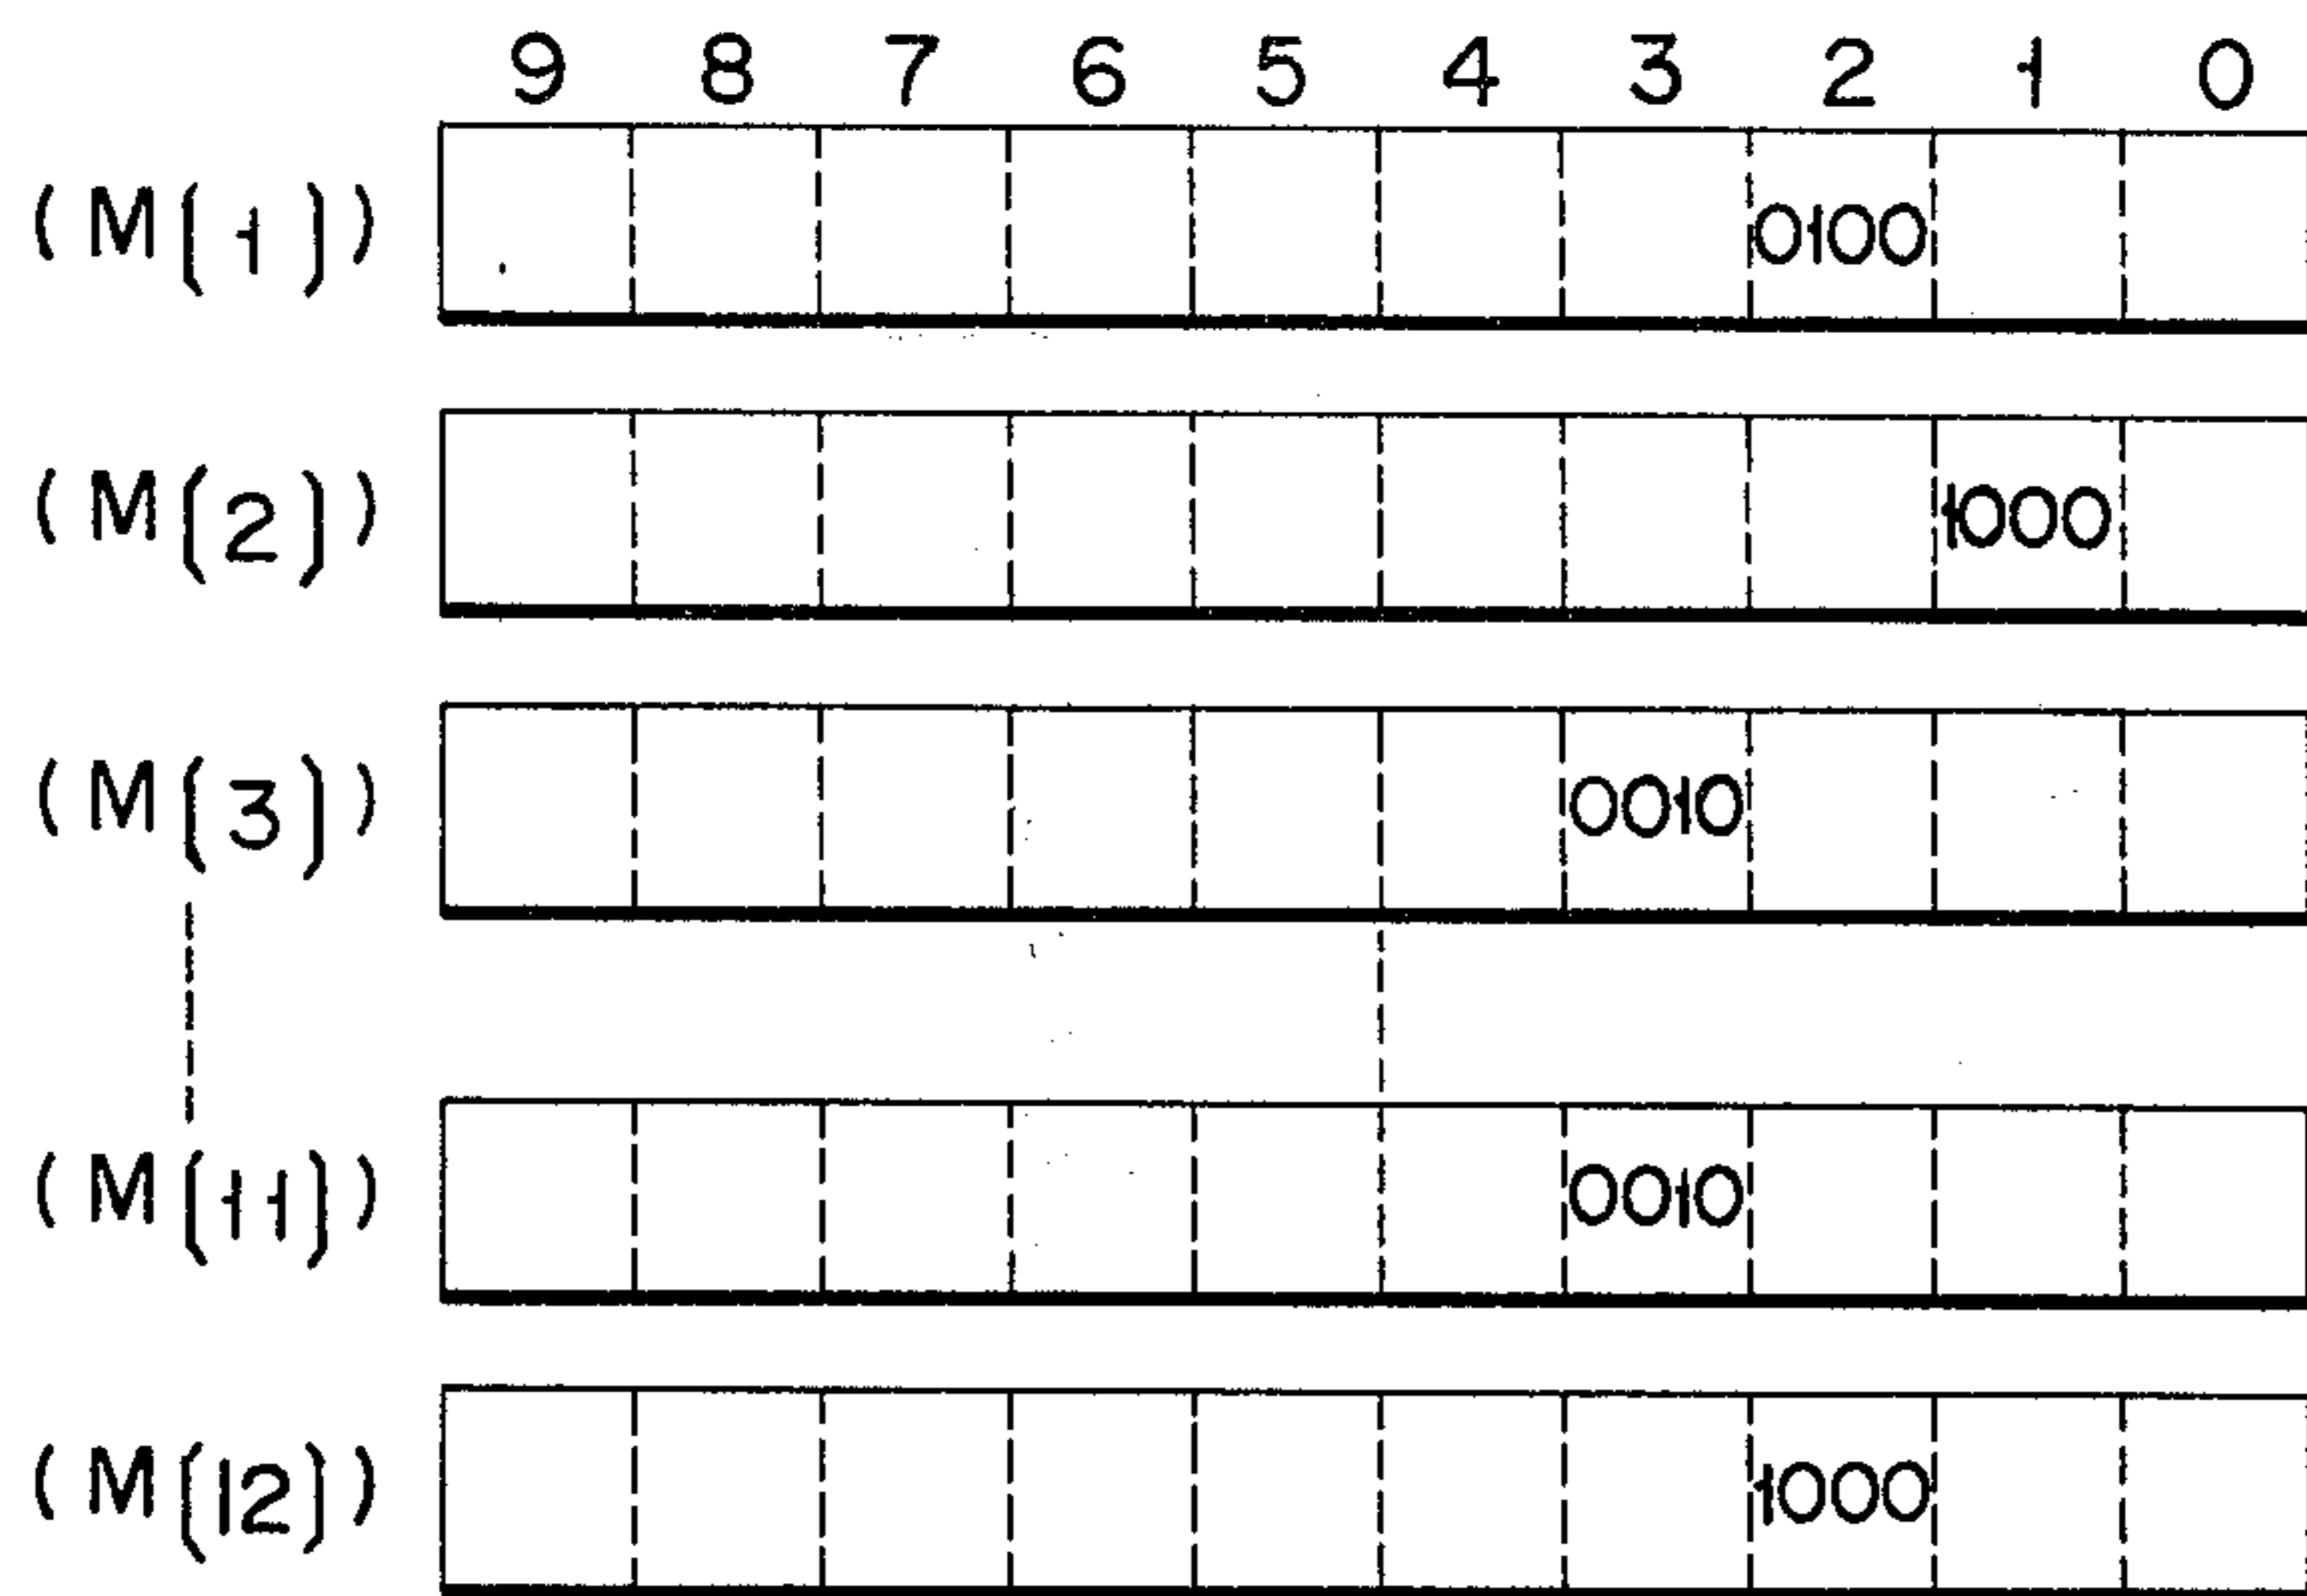 9 8 7 6 5 4 3 2 1 0
(M(1)) 0100
(M(2)) 1000
(M(3)) 0010
(M(11)) 0010
(M(12)) 1000